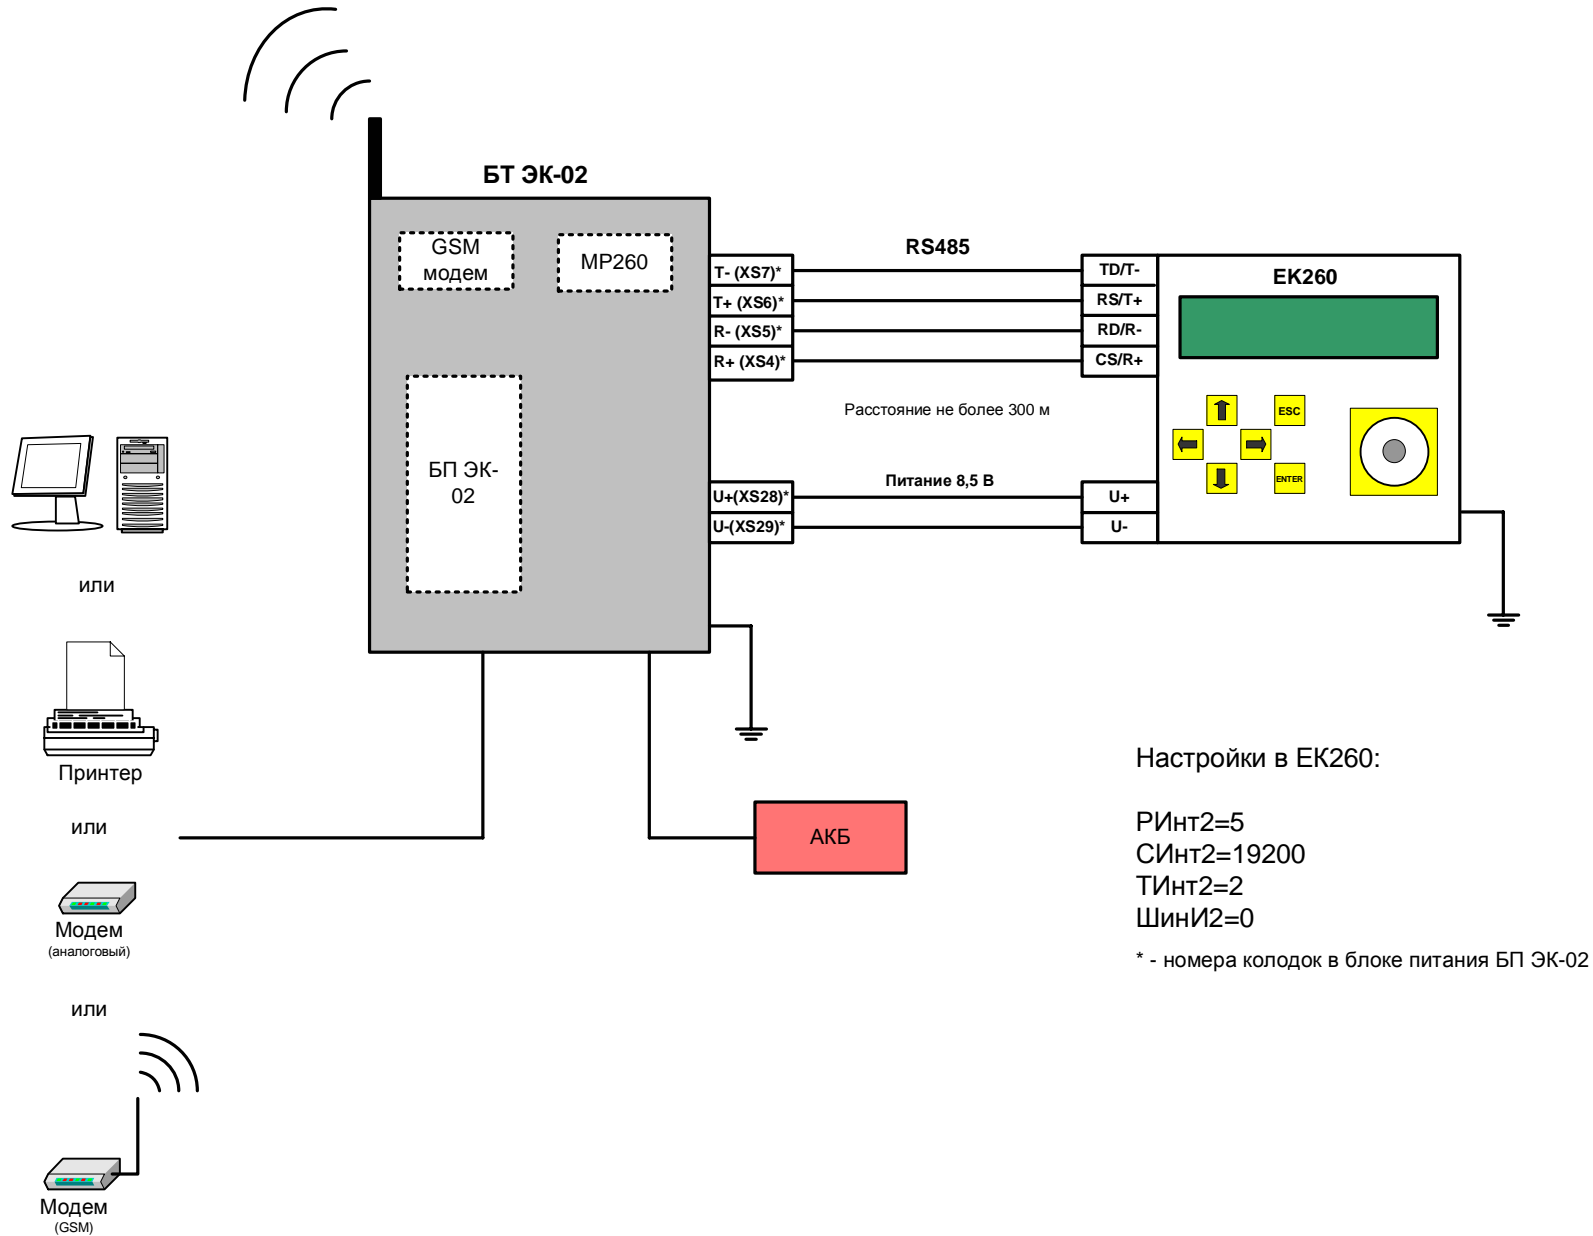 БТ ЭК-02
GSM
модем
МР260
БП ЭК-
02
T- (XS7)*
T+ (XS6)*
R- (XS5)*
R+ (XS4)*
U+(XS28)*
U-(XS29)*
RS485
Расстояние не более 300 м
Питание 8,5 В
TD/T-
RS/T+
RD/R-
CS/R+
U+
U-
EK260
ESC
ENTER
или
Принтер
или
Модем
(аналоговый)
или
Модем
(GSM)
АКБ
Настройки в ЕК260:
РИнт2=5
СИнт2=19200
ТИнт2=2
ШинИ2=0
* - номера колодок в блоке питания БП ЭК-02